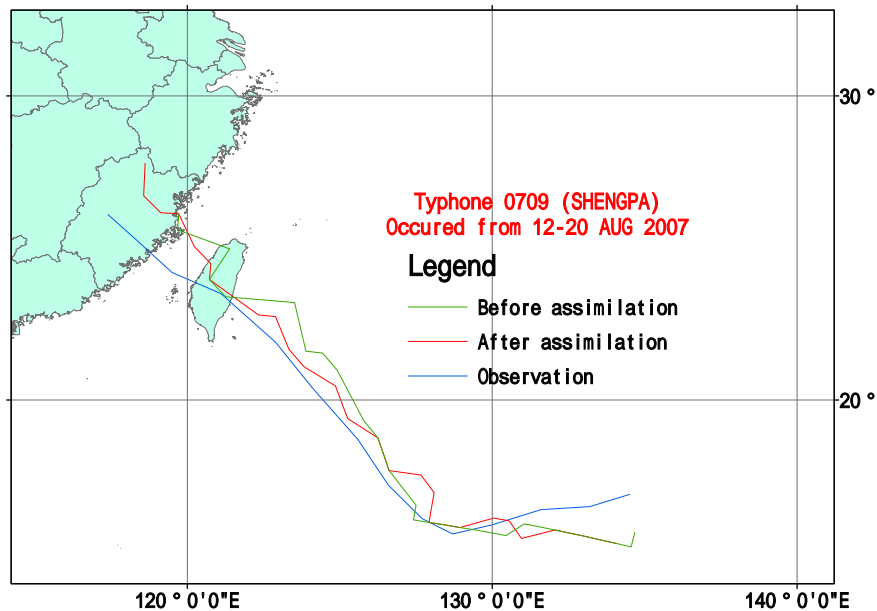 30 °
Typhone 0709 (SHENGPA)
Occured from 12-20 AUG 2007
Legend
Before assimilation
After assimilation
Observation
20 °
120 ° 0'0"E
130 ° 0'0"E
140 ° 0'0"E